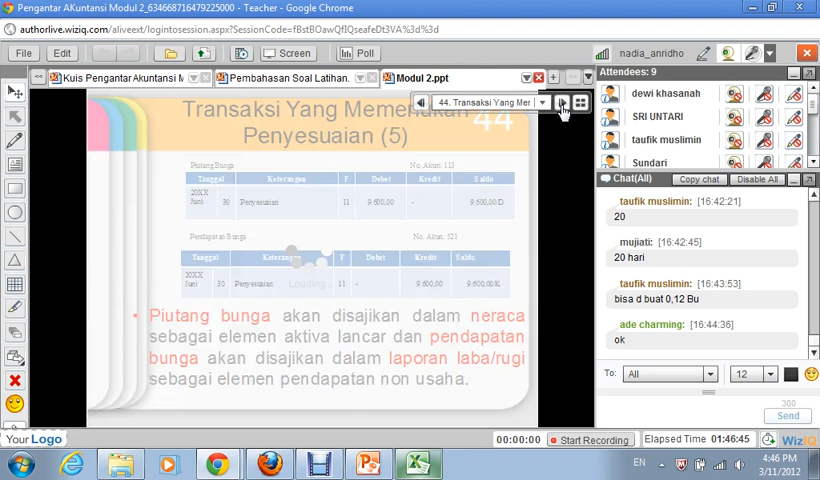 Pengantar AKuntansi Modul 2_634668716479225000 - Teacher - Google Chrome
authorlive.wiziq.com/aliveext/logintosession.aspx?SessionCode=fBstBOawQfIQseafeDt3VA%3d%3d
File Edit Screen Poll nadia_anridho
Kuis Pengantar Akuntansi M Pembahasan Soal Latihan. Modul 2.ppt
Attendees: 9
dewi khasanah
SRI UNTARI
taufik muslimin
Sundari
44. Transaksi Yang Mer
Transaksi Yang Memerlukan 44
Penyesuaian (5)
Piutang Bunga No. Akun: 113
Tanggal Keterangan F Debet Kredit Saldo
20XX
Juni 30 Penyesuaian 11 9.600,00 - 9.600,00/D
Pendapatan Bunga No. Akun: 521
Tanggal Keterangan F Debet Kredit Saldo
20XX
Juni 30 Penyesuaian 11 - 9.600,00 9.600,00/K
Loading
• Piutang bunga akan disajikan dalam neraca
sebagai elemen aktiva lancar dan pendapatan
bunga akan disajikan dalam laporan laba/rugi
sebagai elemen pendapatan non usaha.
Chat(All) Copy chat Disable All
taufik muslimin: [16:42:21]
20
mujiati: [16:42:45]
20 hari
taufik muslimin: [16:43:53]
bisa d buat 0,12 Bu
ade charming: [16:44:36]
ok
To: All 12
300
Send
Your Logo 00:00:00 Start Recording Elapsed Time 01:46:45 WizIQ
EN 4:46 PM
3/11/2012